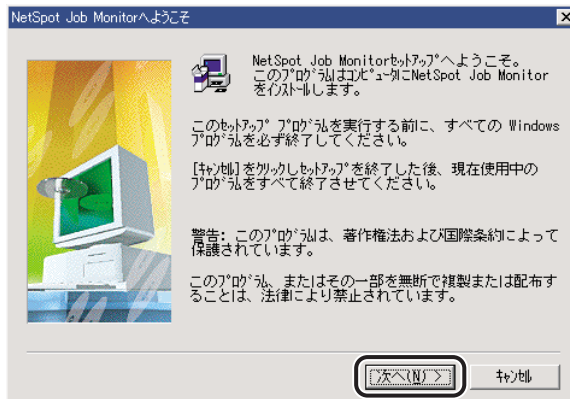 NetSpot Job Monitorへようこそ
NetSpot Job Monitorｾｯﾄｱｯﾌﾟへようこそ。
このﾌﾟﾛｸﾞﾗﾑはｺﾝﾋﾟｭｰﾀにNetSpot Job Monitor
をｲﾝｽﾄｰﾙします。
このｾｯﾄｱｯﾌﾟ ﾌﾟﾛｸﾞﾗﾑを実行する前に、すべての Windows
ﾌﾟﾛｸﾞﾗﾑを必ず終了してください。
[ｷｬﾝｾﾙ] をｸﾘｯｸしｾｯﾄｱｯﾌﾟを終了した後、現在使用中の
ﾌﾟﾛｸﾞﾗﾑをすべて終了させてください。
警告: このﾌﾟﾛｸﾞﾗﾑは、著作権法および国際条約によって
保護されています。
このﾌﾟﾛｸﾞﾗﾑ、またはその一部を無断で複製または配布す
ることは、法律により禁止されています。
次へ(N) >
ｷｬﾝｾﾙ